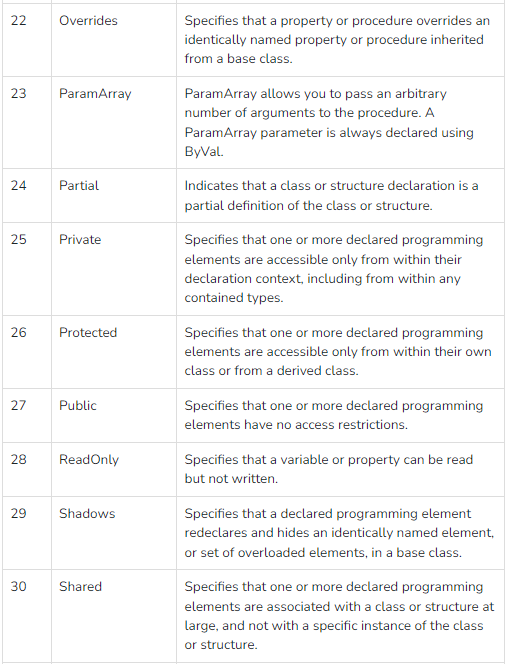 22 Overrides Specifies that a property or procedure overrides an
identically named property or procedure inherited
from a base class.
23 ParamArray ParamArray allows you to pass an arbitrary
number of arguments to the procedure. A
ParamArray parameter is always declared using
ByVal.
24 Partial Indicates that a class or structure declaration is a
partial definition of the class or structure.
25 Private Specifies that one or more declared programming
elements are accessible only from within their
declaration context, including from within any
contained types.
26 Protected Specifies that one or more declared programming
elements are accessible only from within their own
class or from a derived class.
27 Public Specifies that one or more declared programming
elements have no access restrictions.
28 ReadOnly Specifies that a variable or property can be read
but not written.
29 Shadows Specifies that a declared programming element
redeclares and hides an identically named element,
or set of overloaded elements, in a base class.
30 Shared Specifies that one or more declared programming
elements are associated with a class or structure at
large, and not with a specific instance of the class
or structure.